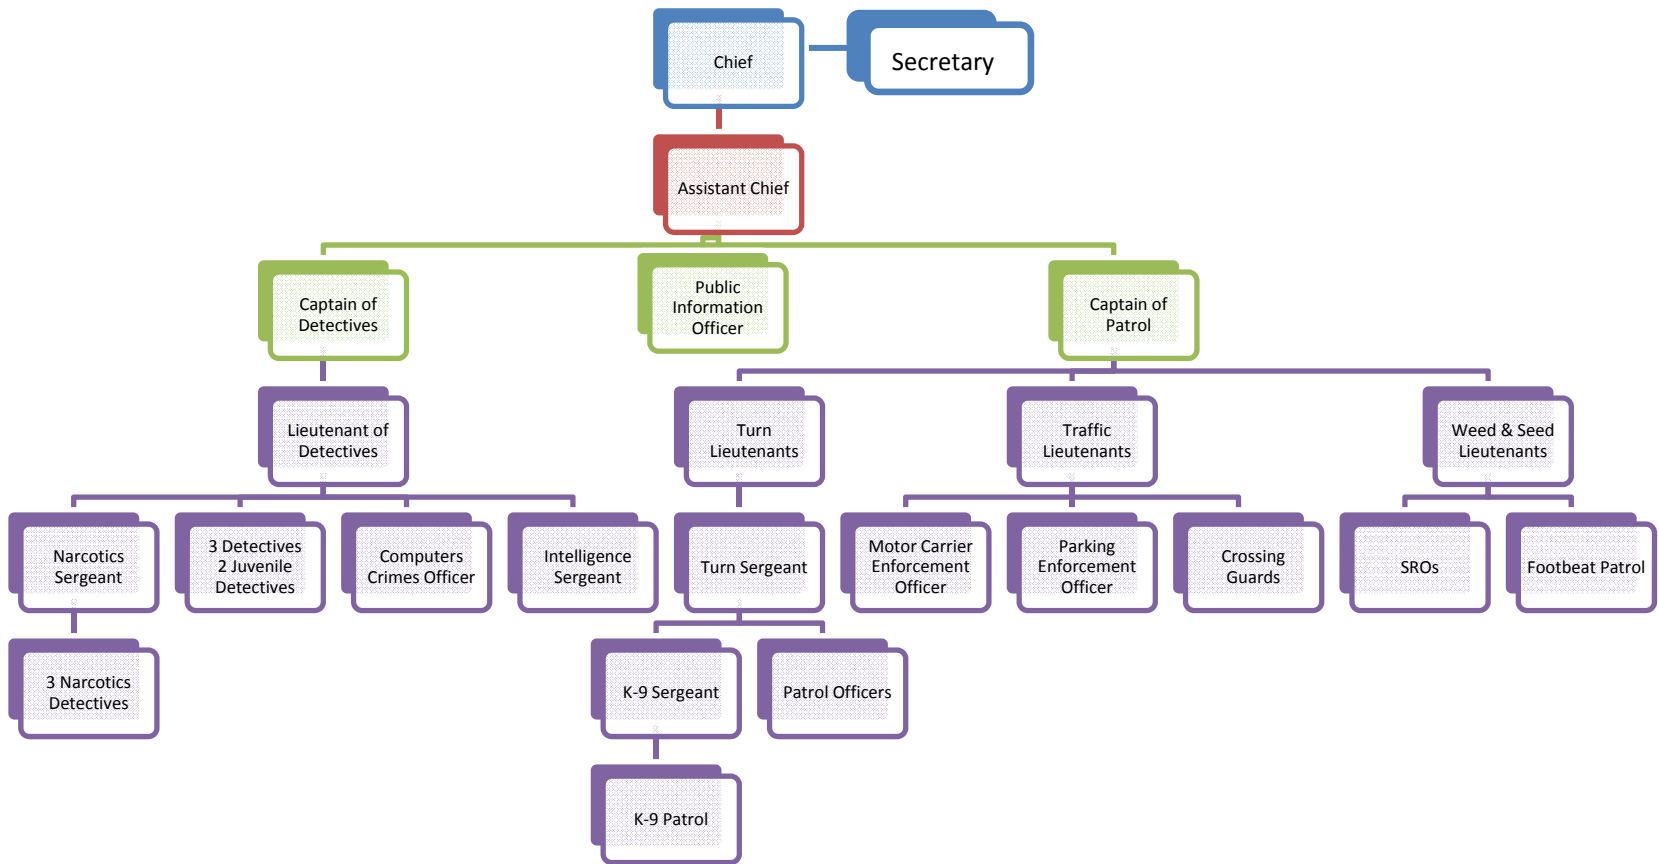 Chief
Secretary
Assistant Chief
Captain of
Detectives
Public
Information
Officer
Captain of
Patrol
Lieutenant of
Detectives
Turn
Lieutenants
Traffic
Lieutenants
Weed & Seed
Lieutenants
Narcotics
Sergeant
3 Detectives
2 Juvenile
Detectives
Computers
Crimes Officer
Intelligence
Sergeant
Turn Sergeant
Motor Carrier
Enforcement
Officer
Parking
Enforcement
Officer
Crossing
Guards
SROs
Footbeat Patrol
3 Narcotics
Detectives
K-9 Sergeant
Patrol Officers
K-9 Patrol